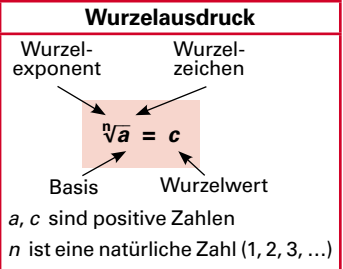 Wurzelausdruck
Wurzel- Wurzel-
exponent zeichen
ⁿ√a = c
Basis Wurzelwert
a, c sind positive Zahlen
n ist eine natürliche Zahl (1, 2, 3, …)